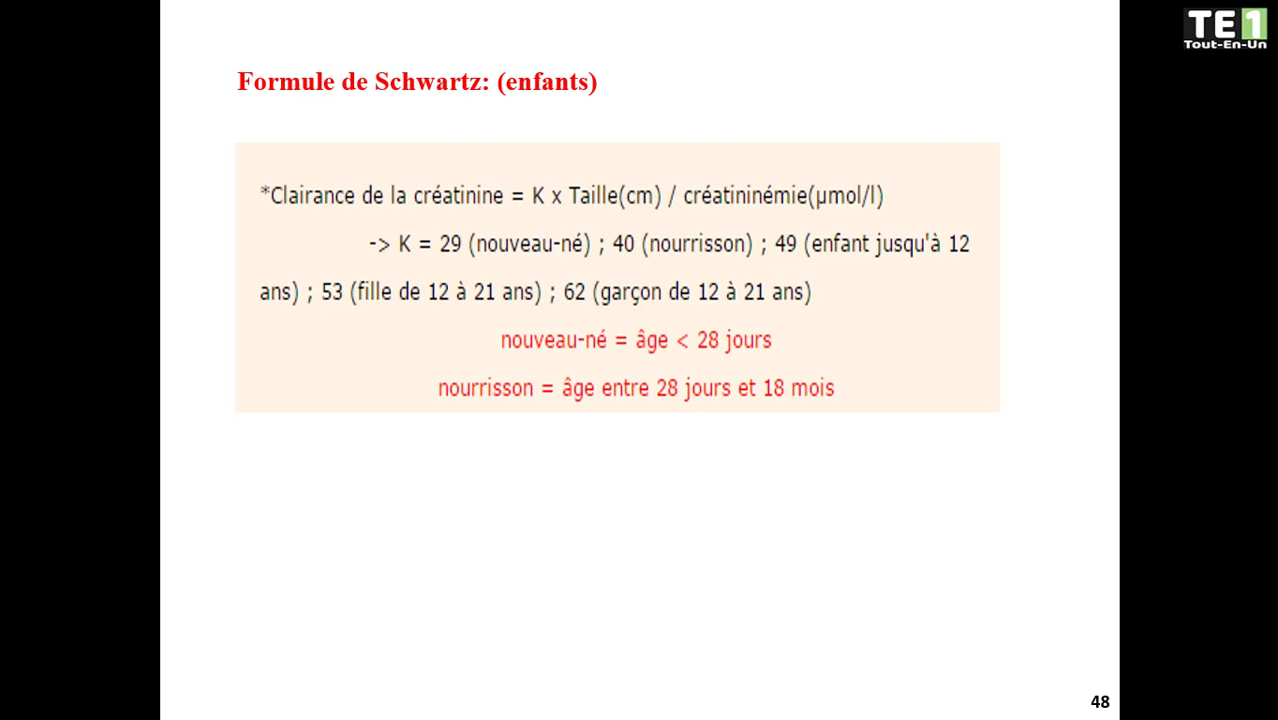 TE1
Tout-En-Un
Formule de Schwartz: (enfants)
*Clairance de la créatinine = K x Taille(cm) / créatininémie(µmol/l)
-> K = 29 (nouveau-né) ; 40 (nourrisson) ; 49 (enfant jusqu'à 12
ans) ; 53 (fille de 12 à 21 ans) ; 62 (garçon de 12 à 21 ans)
nouveau-né = âge < 28 jours
nourrisson = âge entre 28 jours et 18 mois
48